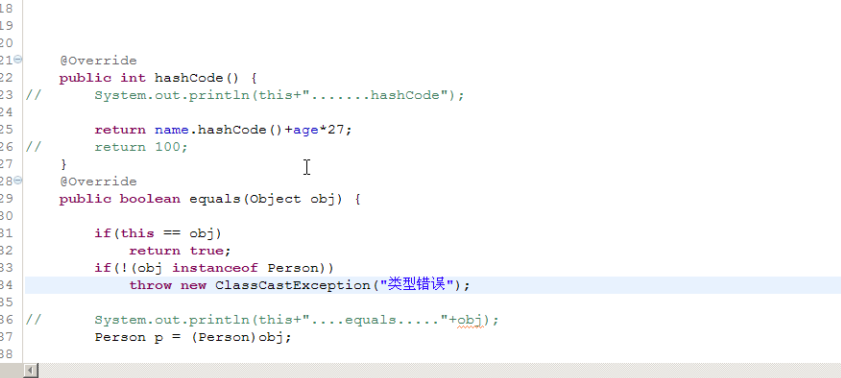 18
19
20
21 @Override
22 public int hashCode() {
23 // System.out.println(this+".......hashCode");
24
25 return name.hashCode()+age*27;
26 // return 100;
27 }
28 @Override
29 public boolean equals(Object obj) {
30
31 if(this == obj)
32 return true;
33 if(!(obj instanceof Person))
34 throw new ClassCastException("类型错误");
35
36 // System.out.println(this+"....equals....."+obj);
37 Person p = (Person)obj;
38